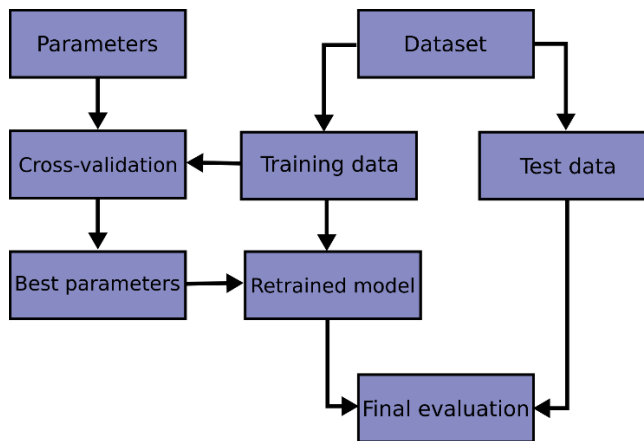 Parameters
Dataset
Cross-validation
Training data
Test data
Best parameters
Retrained model
Final evaluation